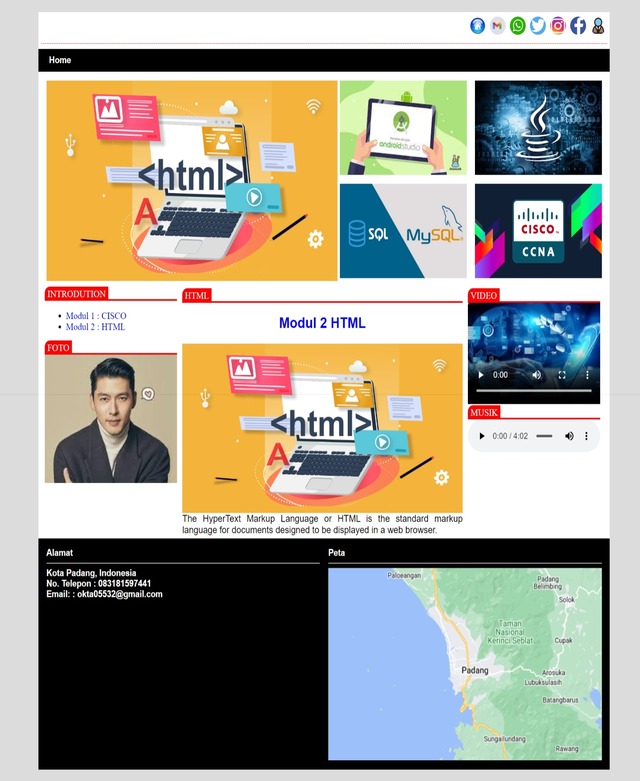 Home
<html>
A
androidstudio
SQL
MySQL
CISCO
CCNA
INTRODUTION
Modul 1 : CISCO
Modul 2 : HTML
FOTO
HTML
Modul 2 HTML
<html>
A
The HyperText Markup Language or HTML is the standard markup
language for documents designed to be displayed in a web browser.
VIDEO
0:00
MUSIK
0:00 / 4:02
Alamat
Kota Padang, Indonesia
No. Telepon : 083181597441
Email: : okta05532@gmail.com
Peta
Paloeangan
Padang
Belimbing
Solok
Taman
Nasional
Kerinci Seblat
Cupak
Padang
Arosuka
Lubuksulasih
Batangbarus
Sungailundang
Rawang